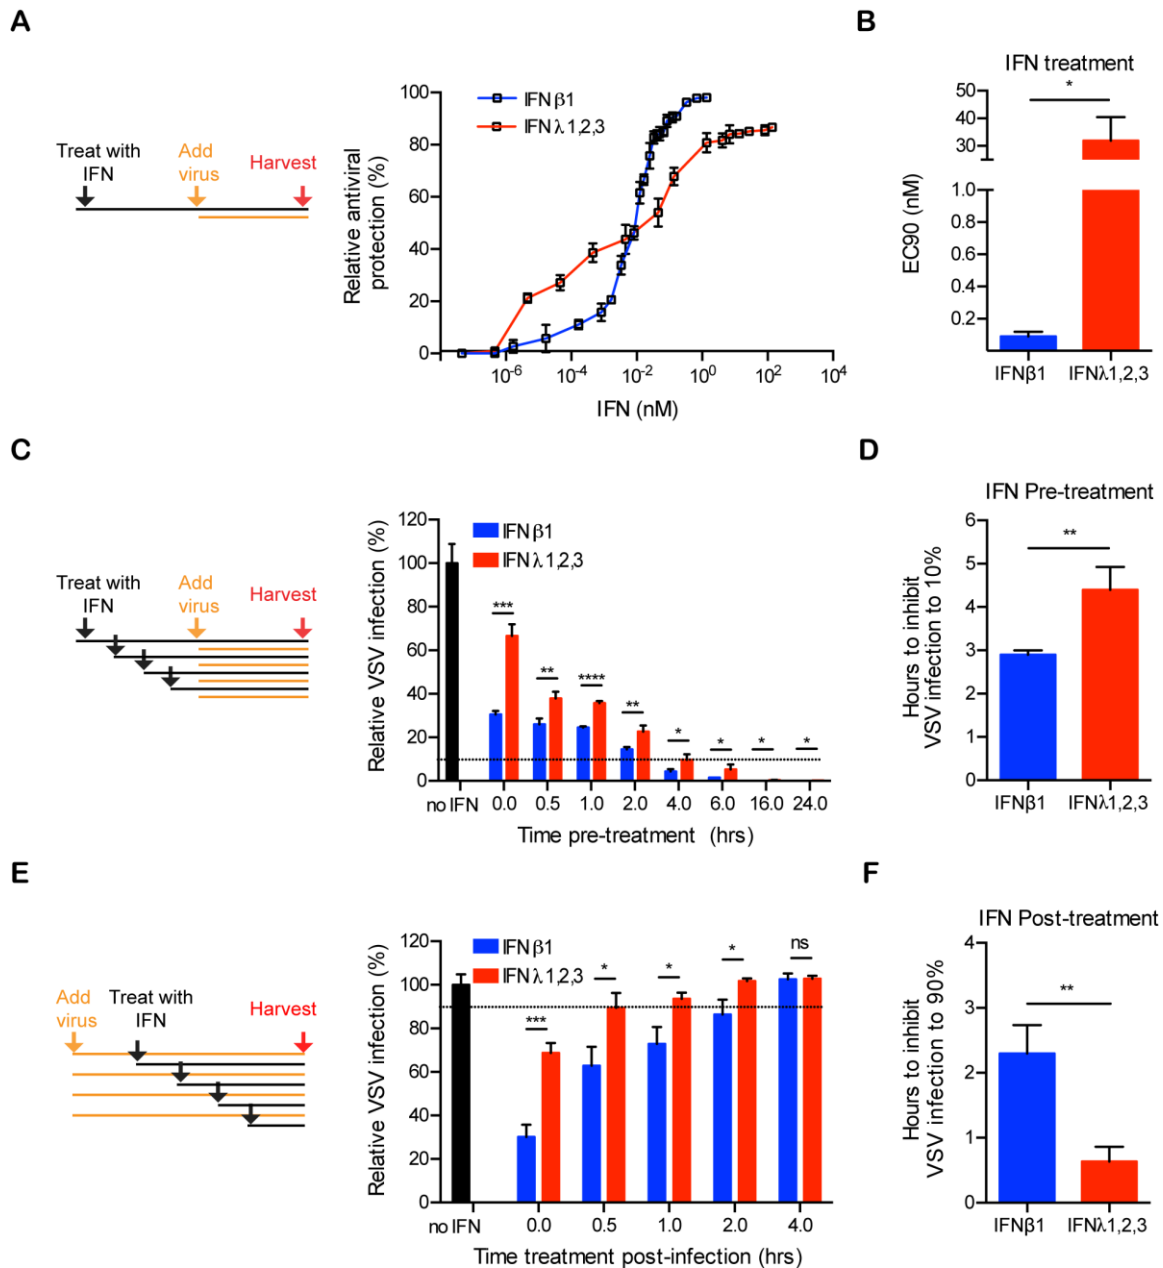 A
Treat with
IFN
Add
virus
Harvest
Relative antiviral
protection (%)
100
80
60
40
20
0
IFNβ1
IFNλ1,2,3
10⁻⁶
10⁻⁴
10⁻²
10⁰
10²
10⁴
IFN (nM)
B
IFN treatment
*
EC90 (nM)
50
40
30
1.0
0.8
0.6
0.4
0.2
IFNβ1
IFNλ1,2,3
C
Treat with
IFN
Add
virus
Harvest
Relative VSV infection (%)
120
100
80
60
40
20
0
IFNβ1
IFNλ1,2,3
***
**
****
**
*
*
*
*
no IFN
0.0
0.5
1.0
2.0
4.0
6.0
16.0
24.0
Time pre-treatment (hrs)
D
IFN Pre-treatment
**
Hours to inhibit
VSV infection to 10%
6
5
4
3
2
1
0
IFNβ1
IFNλ1,2,3
E
Add
virus
Treat with
IFN
Harvest
Relative VSV infection (%)
120
100
80
60
40
20
0
IFNβ1
IFNλ1,2,3
***
*
*
*
ns
no IFN
0.0
0.5
1.0
2.0
4.0
Time treatment post-infection (hrs)
F
IFN Post-treatment
**
Hours to inhibit
VSV infection to 90%
4
3
2
1
0
IFNβ1
IFNλ1,2,3